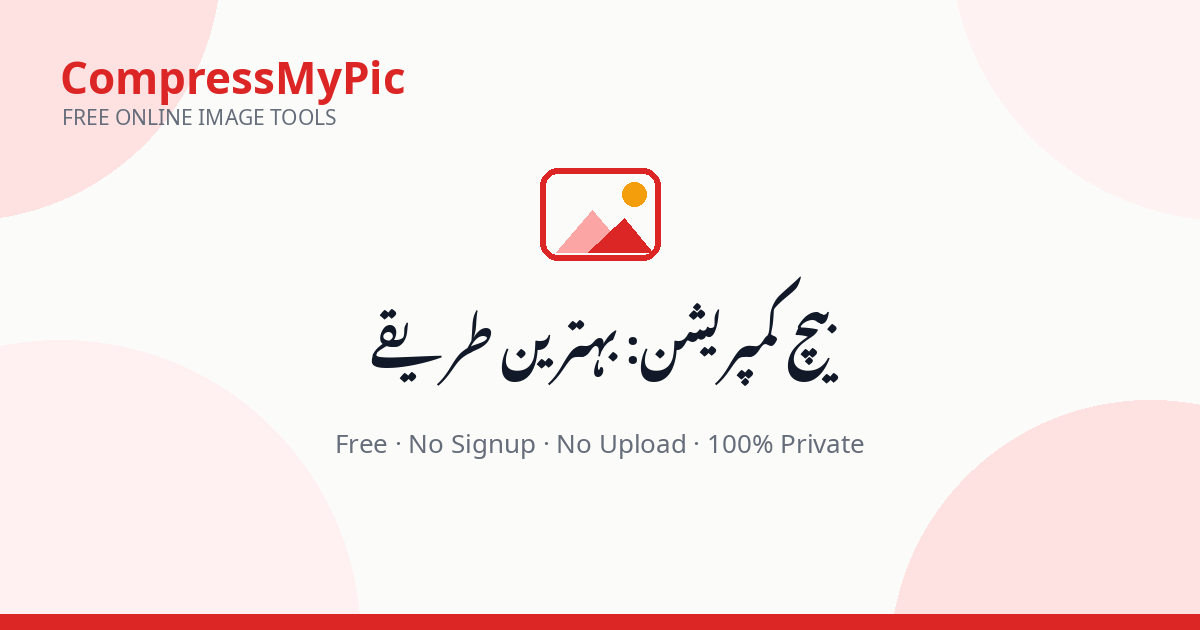 CompressMyPic
FREE ONLINE IMAGE TOOLS
بیچ کمپریشن: بہترین طریقے
Free · No Signup · No Upload · 100% Private